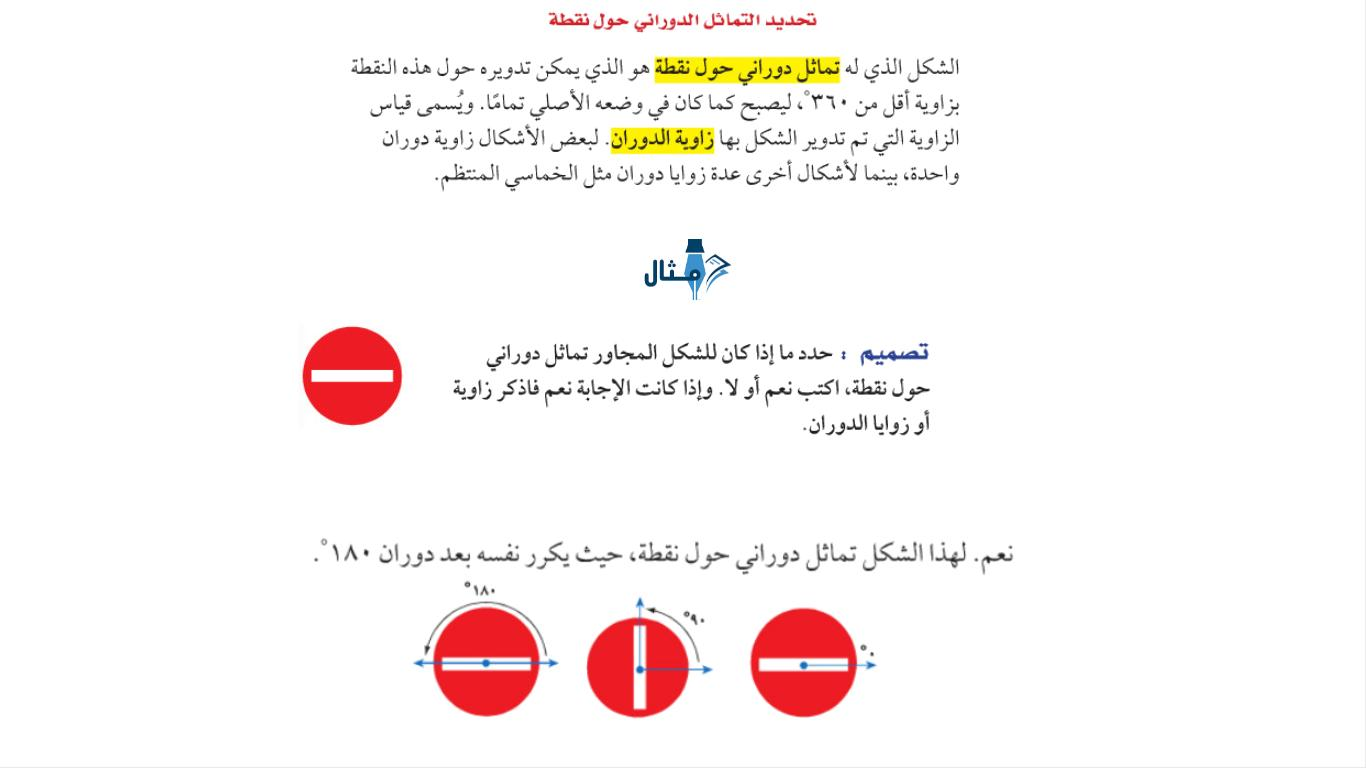 تحديد التماثل الدوراني حول نقطة
الشكل الذي له تماثل دوراني حول نقطة هو الذي يمكن تدويره حول هذه النقطة
بزاوية أقل من ٣٦٠°، ليصبح كما كان في وضعه الأصلي تمامًا. ويُسمى قياس
الزاوية التي تم تدوير الشكل بها زاوية الدوران. لبعض الأشكال زاوية دوران
واحدة، بينما لأشكال أخرى عدة زوايا دوران مثل الخماسي المنتظم.
مثال
تصميم : حدد ما إذا كان للشكل المجاور تماثل دوراني
حول نقطة، اكتب نعم أو لا. وإذا كانت الإجابة نعم فاذكر زاوية
أو زوايا الدوران.
نعم. لهذا الشكل تماثل دوراني حول نقطة، حيث يكرر نفسه بعد دوران ١٨٠°.
٠°
٩٠°
١٨٠°